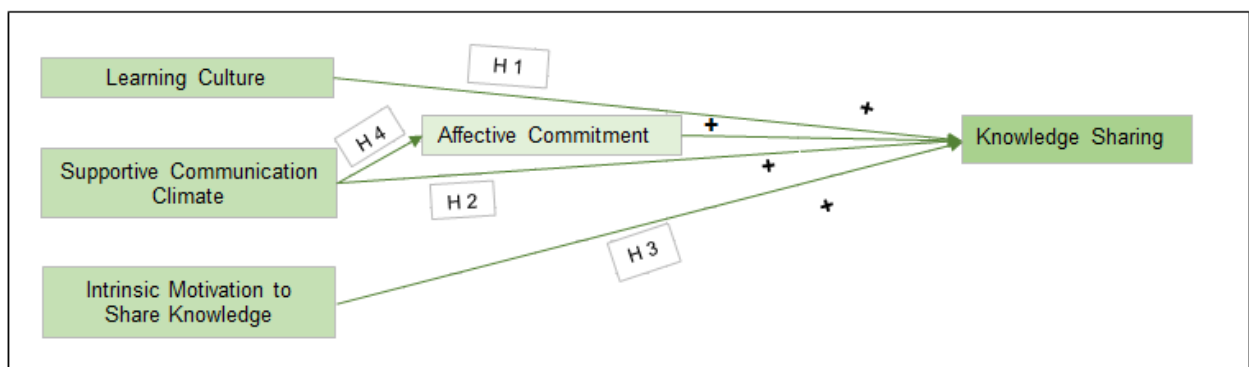 H 1
Learning Culture
+
H 4
Affective Commitment
+
Knowledge Sharing
Supportive Communication
Climate
+
H 2
+
H 3
Intrinsic Motivation to
Share Knowledge